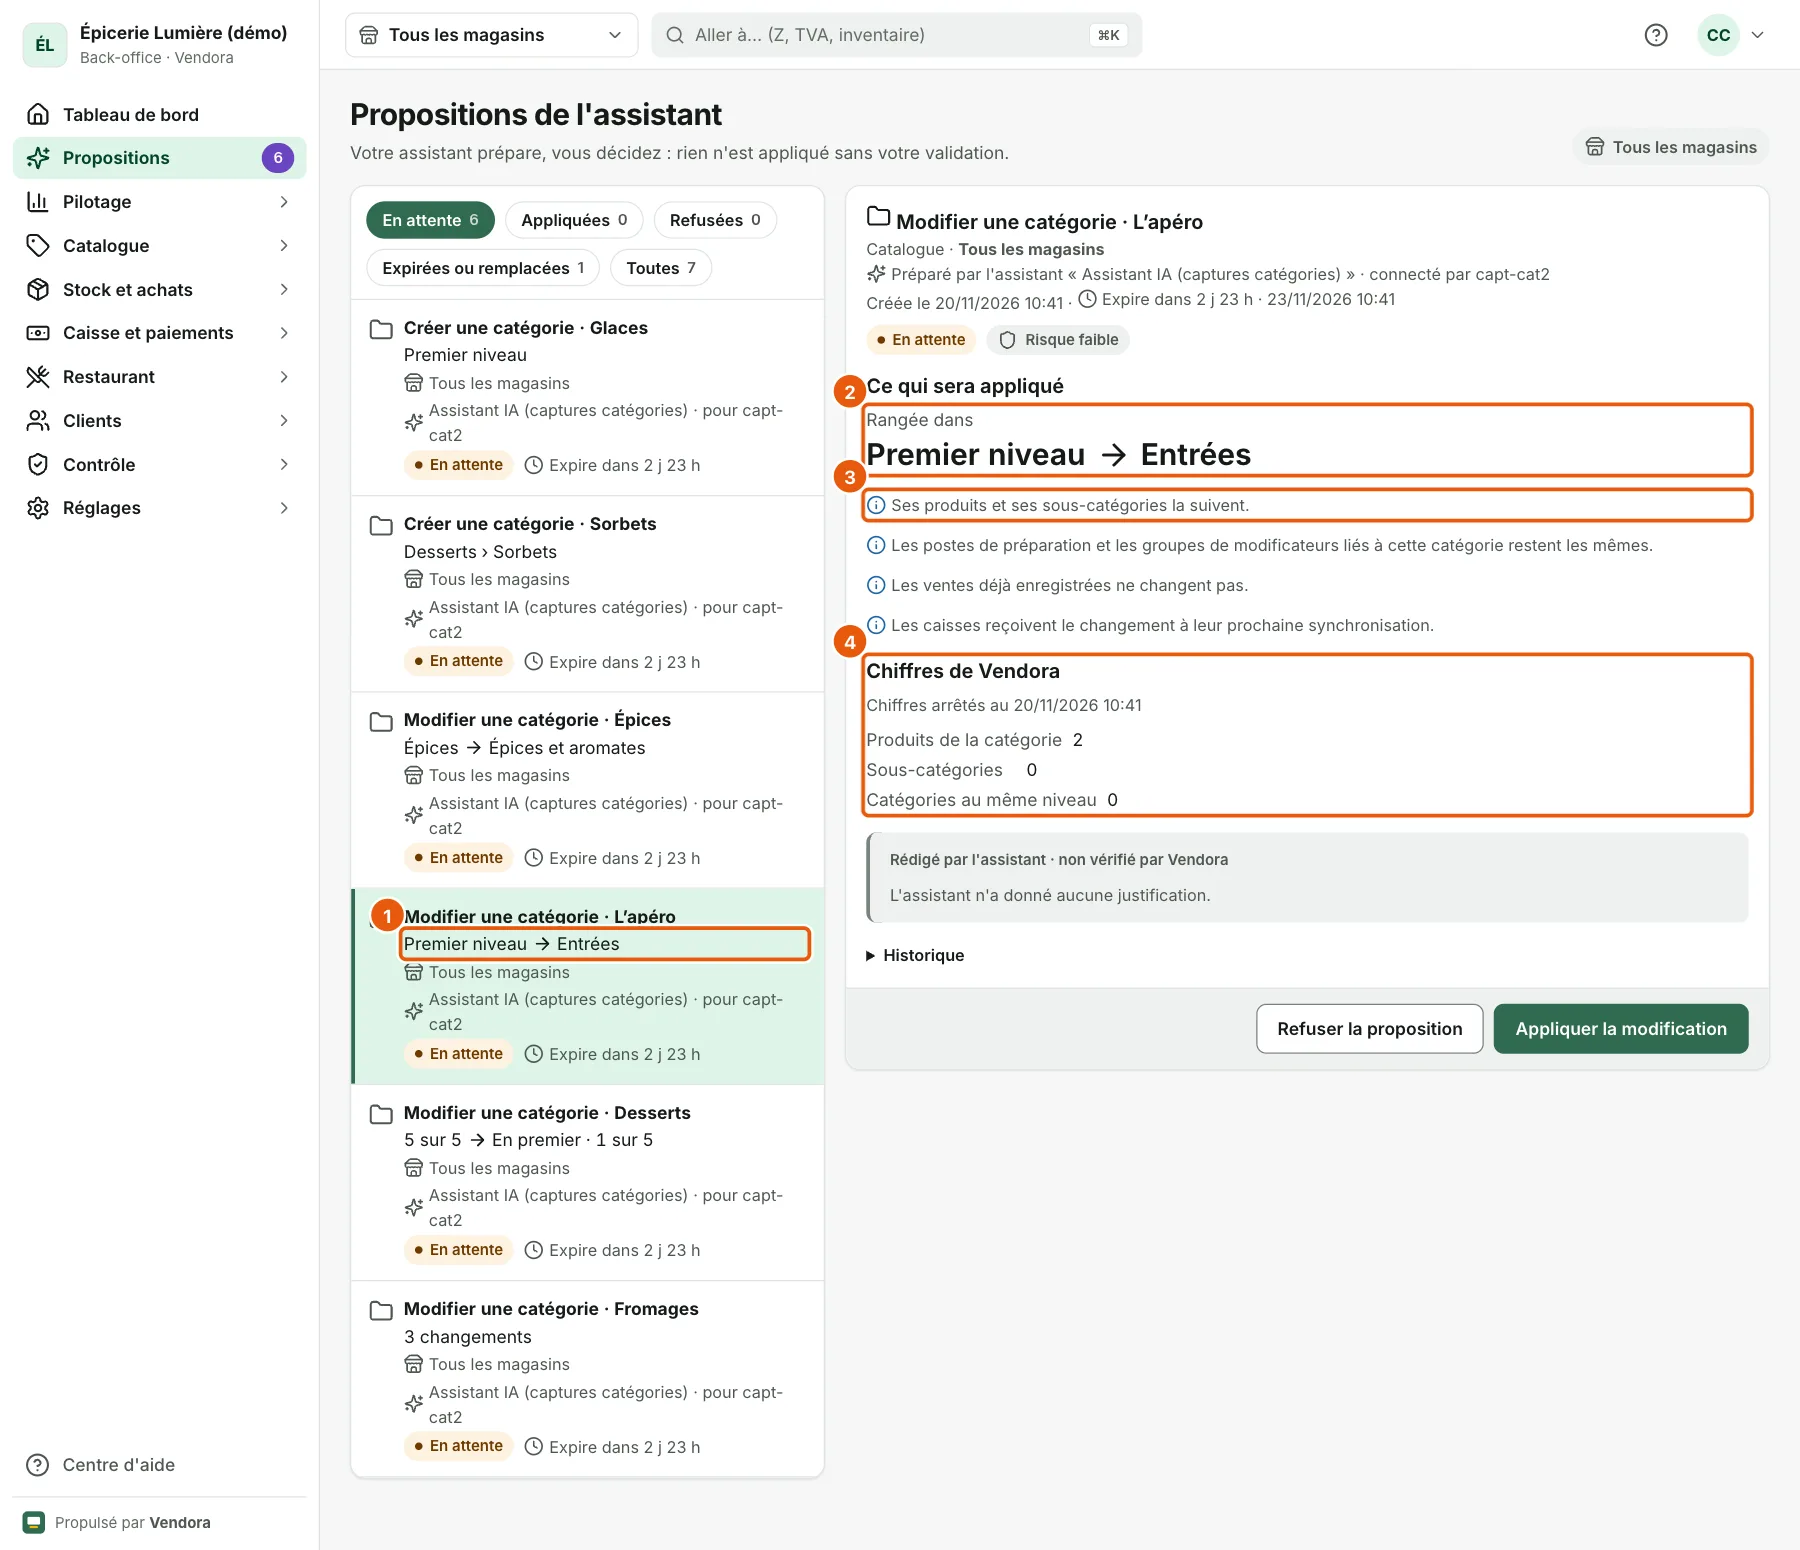 ÉL
Épicerie Lumière (démo)
Back-office · Vendora
Tous les magasins
Aller à... (Z, TVA, inventaire)
⌘K
CC
Tableau de bord
Propositions
6
Pilotage
Catalogue
Stock et achats
Caisse et paiements
Restaurant
Clients
Contrôle
Réglages
Centre d'aide
Propulsé par Vendora
Propositions de l'assistant
Votre assistant prépare, vous décidez : rien n'est appliqué sans votre validation.
Tous les magasins
En attente 6
Appliquées 0
Refusées 0
Expirées ou remplacées 1
Toutes 7
Créer une catégorie · Glaces
Premier niveau
Tous les magasins
Assistant IA (captures catégories) · pour capt-
cat2
En attente
Expire dans 2 j 23 h
Créer une catégorie · Sorbets
Desserts › Sorbets
Tous les magasins
Assistant IA (captures catégories) · pour capt-
cat2
En attente
Expire dans 2 j 23 h
Modifier une catégorie · Épices
Épices → Épices et aromates
Tous les magasins
Assistant IA (captures catégories) · pour capt-
cat2
En attente
Expire dans 2 j 23 h
1
Modifier une catégorie · L’apéro
Premier niveau → Entrées
Tous les magasins
Assistant IA (captures catégories) · pour capt-
cat2
En attente
Expire dans 2 j 23 h
Modifier une catégorie · Desserts
5 sur 5 → En premier · 1 sur 5
Tous les magasins
Assistant IA (captures catégories) · pour capt-
cat2
En attente
Expire dans 2 j 23 h
Modifier une catégorie · Fromages
3 changements
Tous les magasins
Assistant IA (captures catégories) · pour capt-
cat2
En attente
Expire dans 2 j 23 h
Modifier une catégorie · L’apéro
Catalogue · Tous les magasins
Préparé par l'assistant « Assistant IA (captures catégories) » · connecté par capt-cat2
Créée le 20/11/2026 10:41 · Expire dans 2 j 23 h · 23/11/2026 10:41
En attente
Risque faible
2
Ce qui sera appliqué
Rangée dans
Premier niveau → Entrées
3
Ses produits et ses sous-catégories la suivent.
Les postes de préparation et les groupes de modificateurs liés à cette catégorie restent les mêmes.
Les ventes déjà enregistrées ne changent pas.
Les caisses reçoivent le changement à leur prochaine synchronisation.
4
Chiffres de Vendora
Chiffres arrêtés au 20/11/2026 10:41
Produits de la catégorie 2
Sous-catégories 0
Catégories au même niveau 0
Rédigé par l'assistant · non vérifié par Vendora
L'assistant n'a donné aucune justification.
Historique
Refuser la proposition
Appliquer la modification